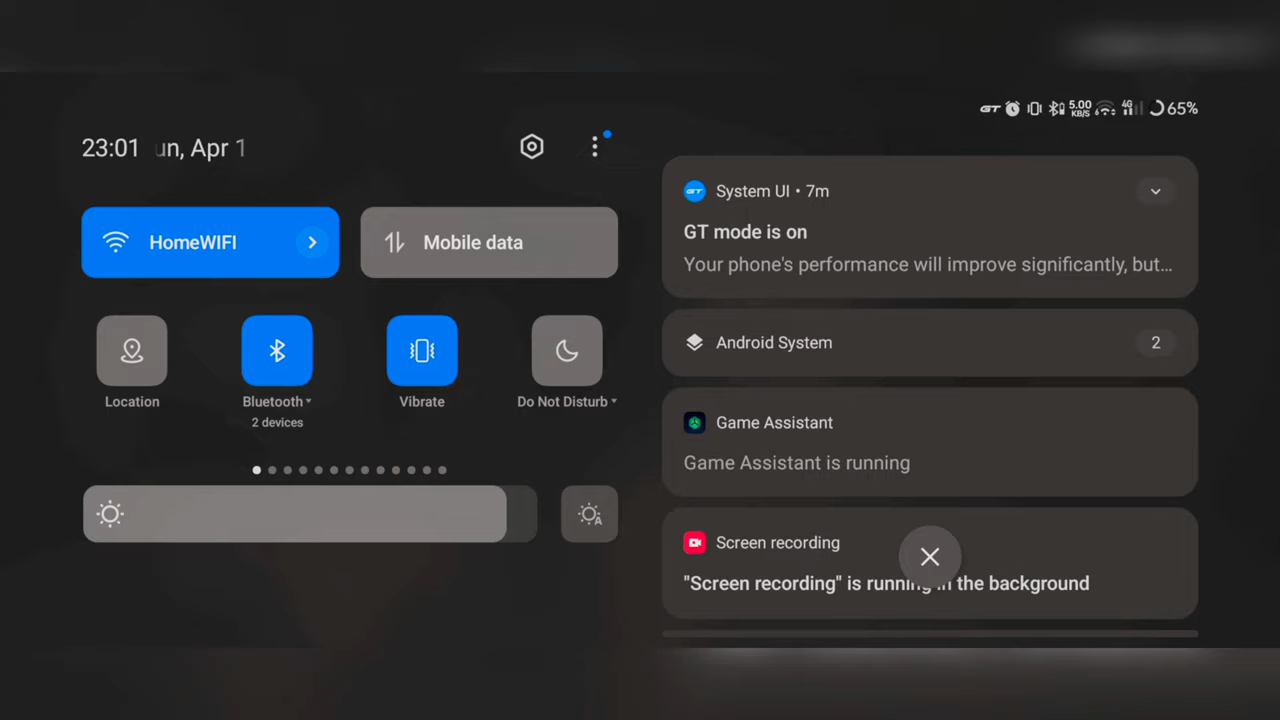 GT 5.00 KB/S 4G 65%
23:01 un, Apr 1
HomeWIFI
Mobile data
Location
Bluetooth
2 devices
Vibrate
Do Not Disturb
A
GT System UI • 7m
GT mode is on
Your phone's performance will improve significantly, but...
Android System 2
Game Assistant
Game Assistant is running
Screen recording
"Screen recording" is running in the background